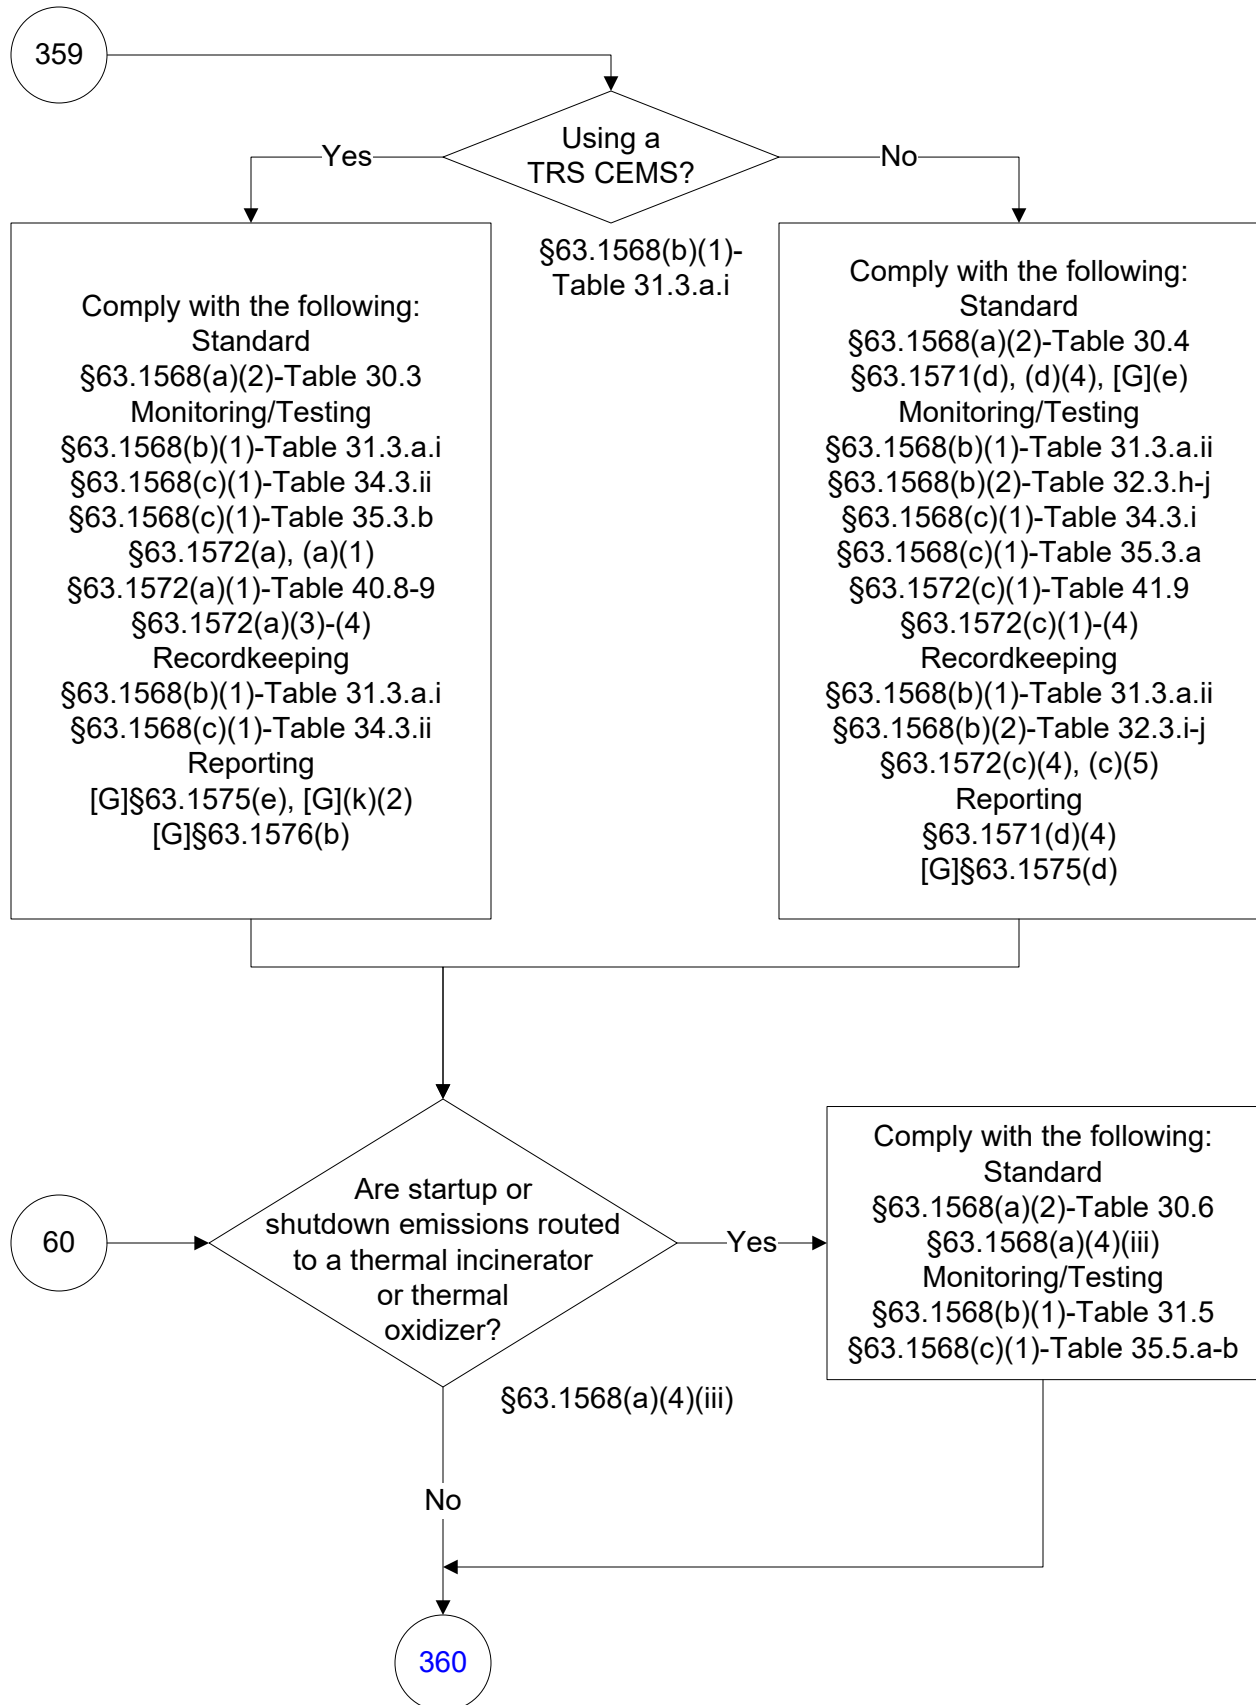 359
Using a
TRS CEMS?
Yes
No
§63.1568(b)(1)-
Table 31.3.a.i
Comply with the following:
Standard
§63.1568(a)(2)-Table 30.3
Monitoring/Testing
§63.1568(b)(1)-Table 31.3.a.i
§63.1568(c)(1)-Table 34.3.ii
§63.1568(c)(1)-Table 35.3.b
§63.1572(a), (a)(1)
§63.1572(a)(1)-Table 40.8-9
§63.1572(a)(3)-(4)
Recordkeeping
§63.1568(b)(1)-Table 31.3.a.i
§63.1568(c)(1)-Table 34.3.ii
Reporting
[G]§63.1575(e), [G](k)(2)
[G]§63.1576(b)
Comply with the following:
Standard
§63.1568(a)(2)-Table 30.4
§63.1571(d), (d)(4), [G](e)
Monitoring/Testing
§63.1568(b)(1)-Table 31.3.a.ii
§63.1568(b)(2)-Table 32.3.h-j
§63.1568(c)(1)-Table 34.3.i
§63.1568(c)(1)-Table 35.3.a
§63.1572(c)(1)-Table 41.9
§63.1572(c)(1)-(4)
Recordkeeping
§63.1568(b)(1)-Table 31.3.a.ii
§63.1568(b)(2)-Table 32.3.i-j
§63.1572(c)(4), (c)(5)
Reporting
§63.1571(d)(4)
[G]§63.1575(d)
60
Are startup or
shutdown emissions routed
to a thermal incinerator
or thermal
oxidizer?
Yes
§63.1568(a)(4)(iii)
Comply with the following:
Standard
§63.1568(a)(2)-Table 30.6
§63.1568(a)(4)(iii)
Monitoring/Testing
§63.1568(b)(1)-Table 31.5
§63.1568(c)(1)-Table 35.5.a-b
No
360